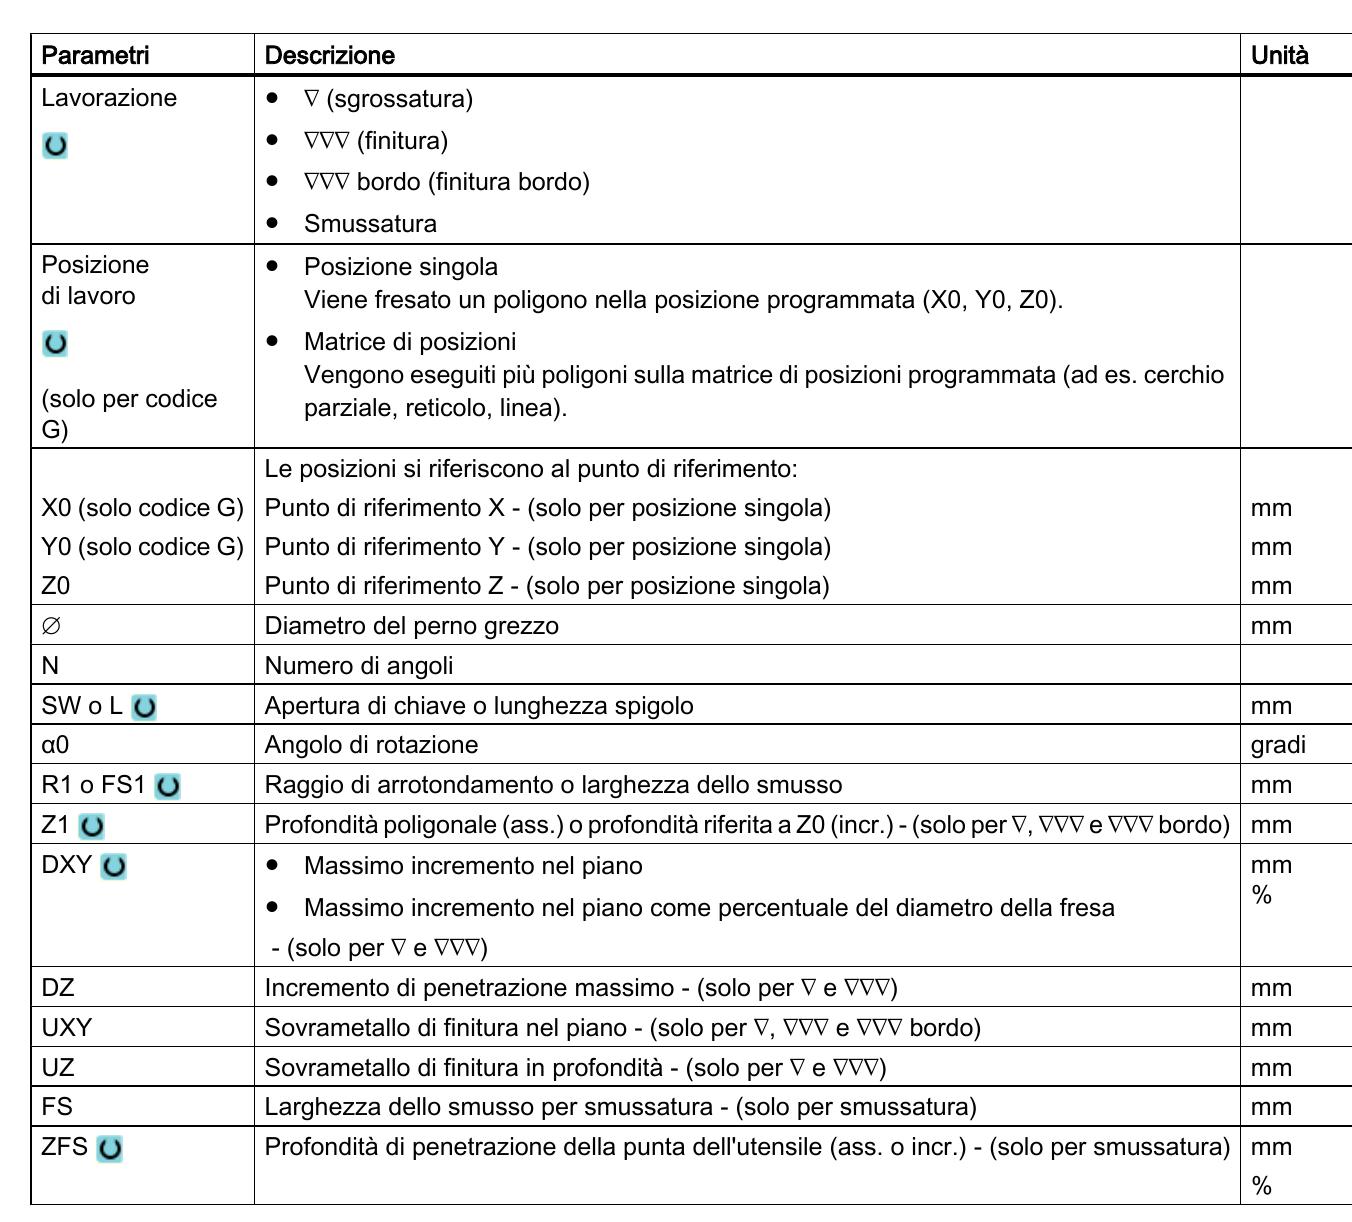 Parametri Descrizione Unità
Lavorazione
• ∇ (sgrossatura)
• ∇∇∇ (finitura)
• ∇∇∇ bordo (finitura bordo)
• Smussatura
Posizione
di lavoro
(solo per codice
G)
• Posizione singola
Viene fresato un poligono nella posizione programmata (X0, Y0, Z0).
• Matrice di posizioni
Vengono eseguiti più poligoni sulla matrice di posizioni programmata (ad es. cerchio
parziale, reticolo, linea).
Le posizioni si riferiscono al punto di riferimento:
X0 (solo codice G) Punto di riferimento X - (solo per posizione singola) mm
Y0 (solo codice G) Punto di riferimento Y - (solo per posizione singola) mm
Z0 Punto di riferimento Z - (solo per posizione singola) mm
∅ Diametro del perno grezzo mm
N Numero di angoli
SW o L Apertura di chiave o lunghezza spigolo mm
α0 Angolo di rotazione gradi
R1 o FS1 Raggio di arrotondamento o larghezza dello smusso mm
Z1 Profondità poligonale (ass.) o profondità riferita a Z0 (incr.) - (solo per ∇, ∇∇∇ e ∇∇∇ bordo) mm
DXY • Massimo incremento nel piano mm
• Massimo incremento nel piano come percentuale del diametro della fresa %
- (solo per ∇ e ∇∇∇)
DZ Incremento di penetrazione massimo - (solo per ∇ e ∇∇∇) mm
UXY Sovrametallo di finitura nel piano - (solo per ∇, ∇∇∇ e ∇∇∇ bordo) mm
UZ Sovrametallo di finitura in profondità - (solo per ∇ e ∇∇∇) mm
FS Larghezza dello smusso per smussatura - (solo per smussatura) mm
ZFS Profondità di penetrazione della punta dell'utensile (ass. o incr.) - (solo per smussatura) mm
%